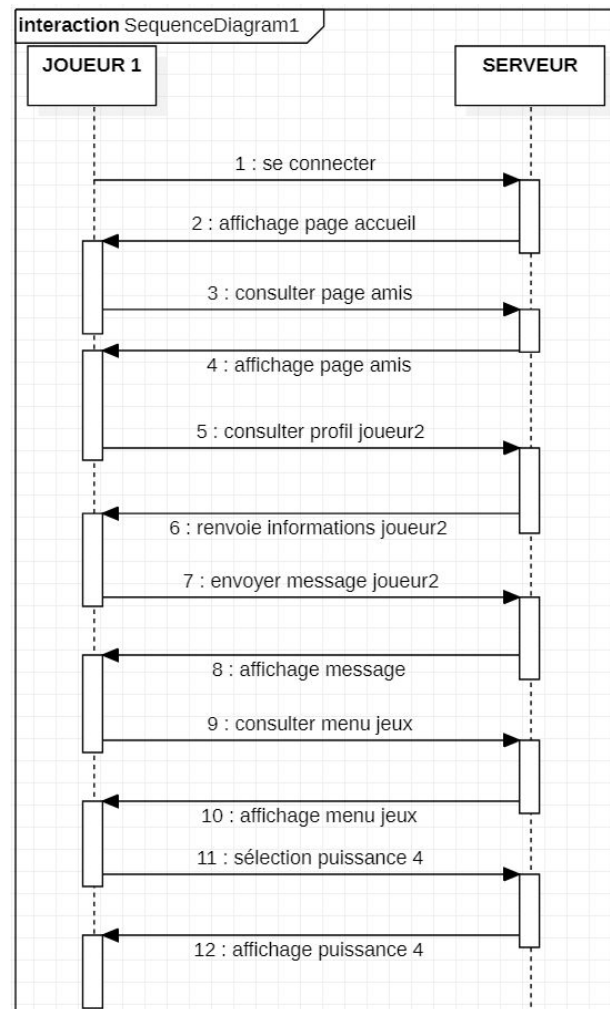 interaction SequenceDiagram1
JOUEUR 1
SERVEUR
1 : se connecter
2 : affichage page accueil
3 : consulter page amis
4 : affichage page amis
5 : consulter profil joueur2
6 : renvoie informations joueur2
7 : envoyer message joueur2
8 : affichage message
9 : consulter menu jeux
10 : affichage menu jeux
11 : sélection puissance 4
12 : affichage puissance 4